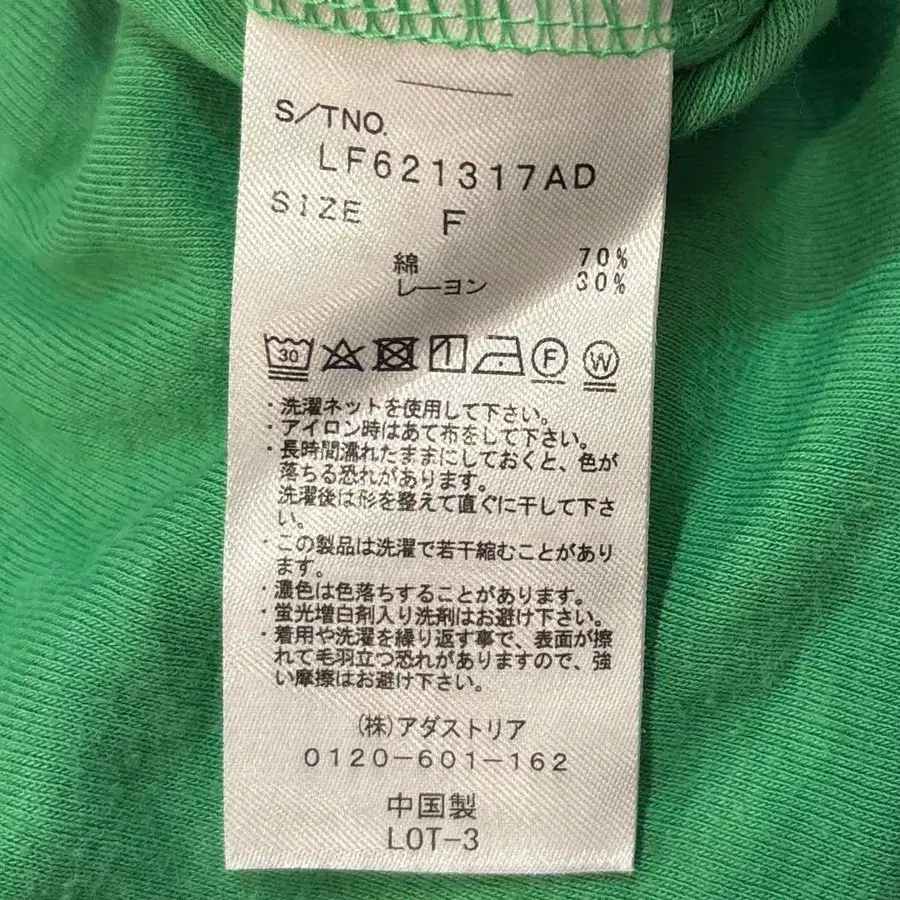 S/TNO.
LF621317AD
SIZE F
綿 70%
レーヨン 30%
30 F W
・洗濯ネットを使用して下さい。
・アイロン時はあて布をして下さい。
・長時間濡れたままにしておくと、色が
落ちる恐れがあります。
洗濯後は形を整えて直ぐに干して下さ
い。
・この製品は洗濯で若干縮むことがあり
ます。
・濃色は色落ちすることがあります。
・蛍光増白剤入り洗剤はお避け下さい。
・着用や洗濯を繰り返す事で、表面が擦
れて毛羽立つ恐れがありますので、強
い摩擦はお避け下さい。
(株)アダストリア
0120-601-162
中国製
LOT-3